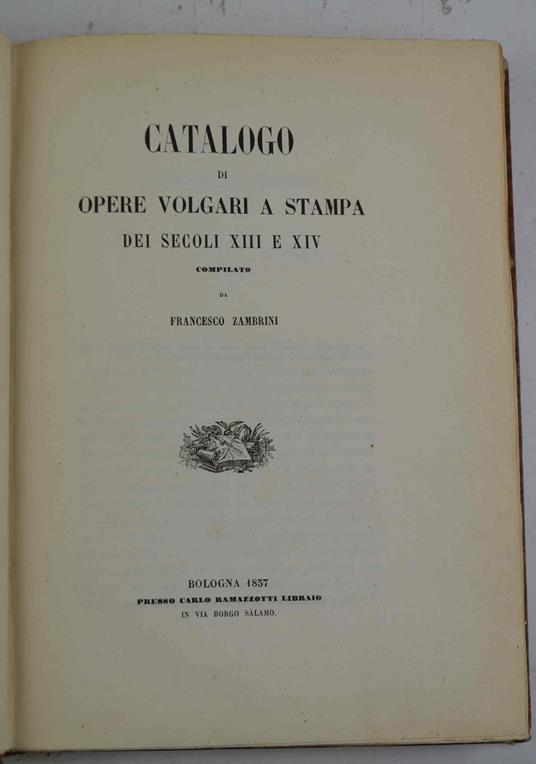 CATALOGO
DI
OPERE VOLGARI A STAMPA
DEI SECOLI XIII E XIV
COMPILATO
DA
FRANCESCO ZAMBRINI
BOLOGNA 1857
PRESSO CARLO RAMAZZOTTI LIBRAIO
IN VIA BORGO SALAMO.